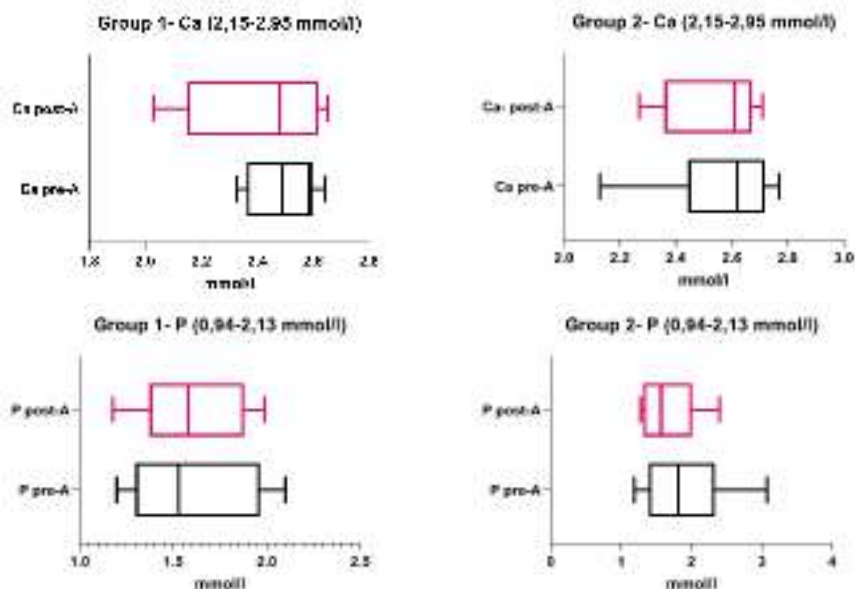 Group 1- Ca (2,15-2,95 mmol/l)
Ca post-A
Ca pre-A
1.8 2.0 2.2 2.4 2.6 2.8
mmol/l
Group 2- Ca (2,15-2,95 mmol/l)
Ca- post-A
Ca pre-A
2.0 2.2 2.4 2.6 2.8 3.0
mmol/l
Group 1- P (0,94-2,13 mmol/l)
P post-A
P pre-A
1.0 1.5 2.0 2.5
mmol/l
Group 2- P (0,94-2,13 mmol/l)
P post-A
P pre-A
0 1 2 3 4
mmol/l